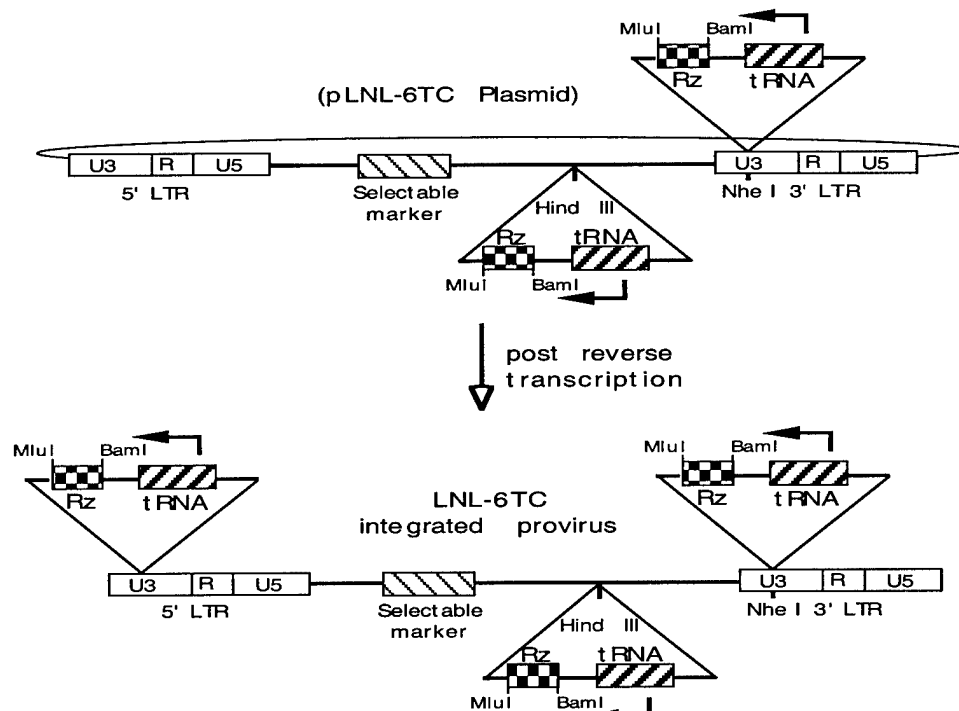 MluI BamI
Rz tRNA
(pLNL-6TC Plasmid)
U3 R U5
5' LTR
Selectable
marker
U3 R U5
Nhe I 3' LTR
Hind III
Rz tRNA
MluI BamI
post reverse
transcription
MluI BamI
Rz tRNA
MluI BamI
Rz tRNA
LNL-6TC
integrated provirus
U3 R U5
5' LTR
Selectable
marker
U3 R U5
Nhe I 3' LTR
Hind III
Rz tRNA
MluI BamI